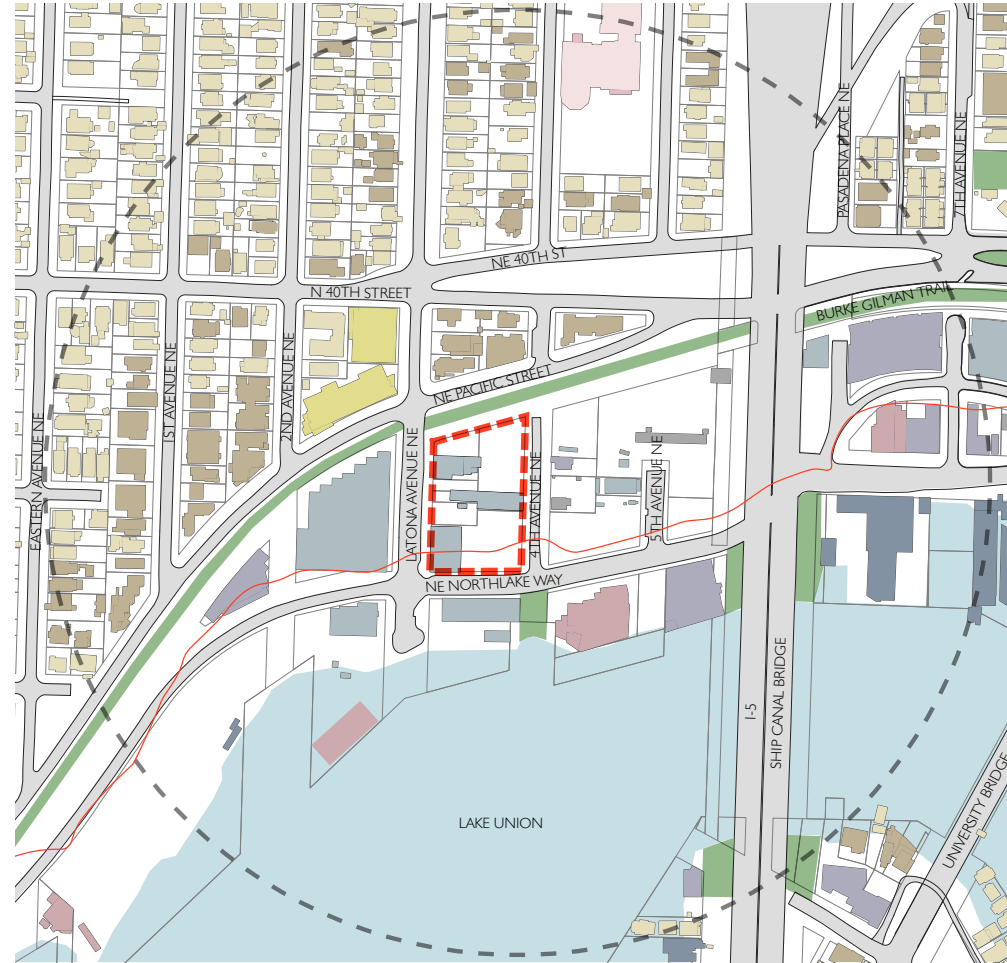 PASADENA PLACE NE
7TH AVENUE NE
NE 40TH ST
N 40TH STREET
BURKE GILMAN TRAIL
1ST AVENUE NE
2ND AVENUE NE
NE PACIFIC STREET
EASTERN AVENUE NE
LATONA AVENUE NE
4TH AVENUE NE
5TH AVENUE NE
NE NORTHLAKE WAY
I-5
SHIP CANAL BRIDGE
LAKE UNION
UNIVERSITY BRIDGE